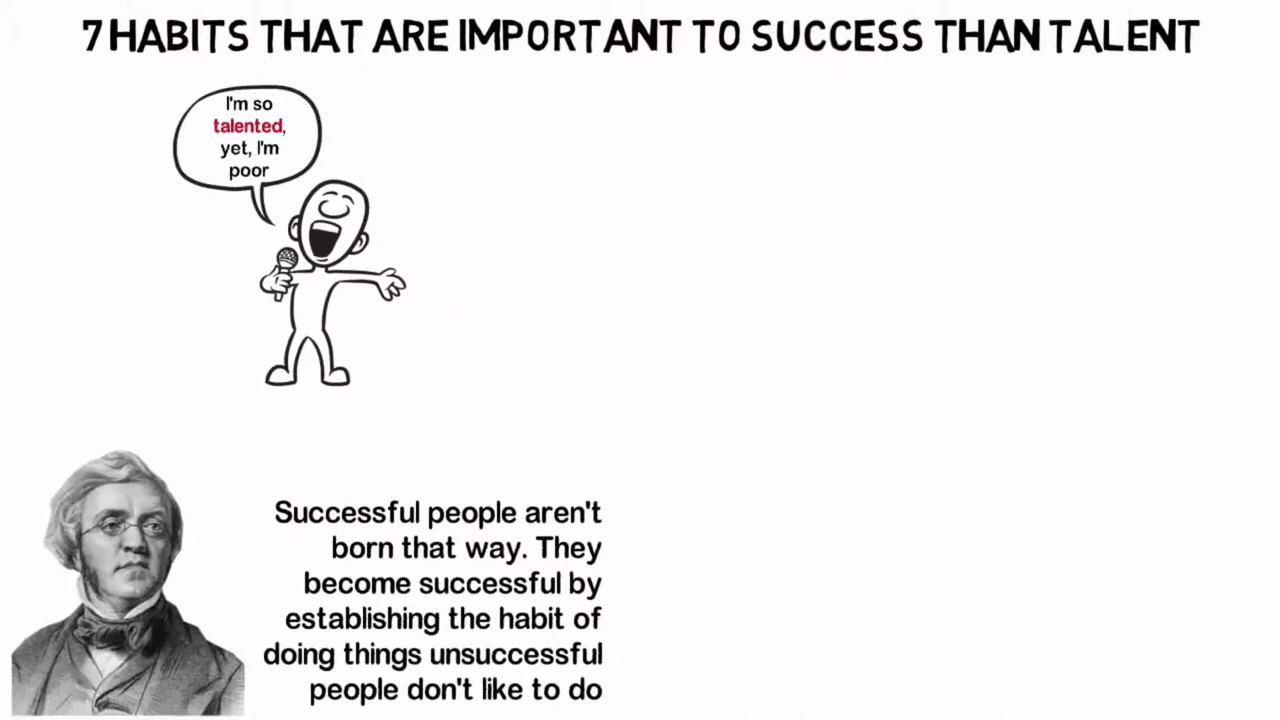 7 HABITS THAT ARE IMPORTANT TO SUCCESS THAN TALENT
I'm so
talented,
yet, I'm
poor
Successful people aren't
born that way. They
become successful by
establishing the habit of
doing things unsuccessful
people don't like to do